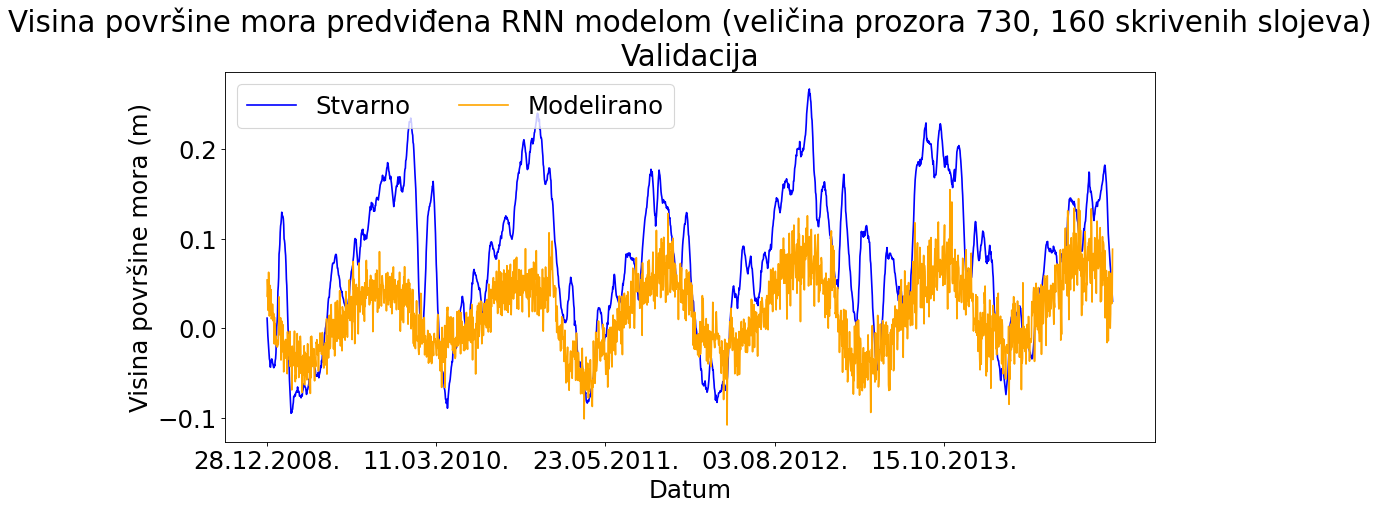 Visina površine mora predviđena RNN modelom (veličina prozora 730, 160 skrivenih slojeva)
Validacija
Stvarno Modelirano
Visina površine mora (m)
0.2
0.1
0.0
−0.1
28.12.2008. 11.03.2010. 23.05.2011. 03.08.2012. 15.10.2013.
Datum